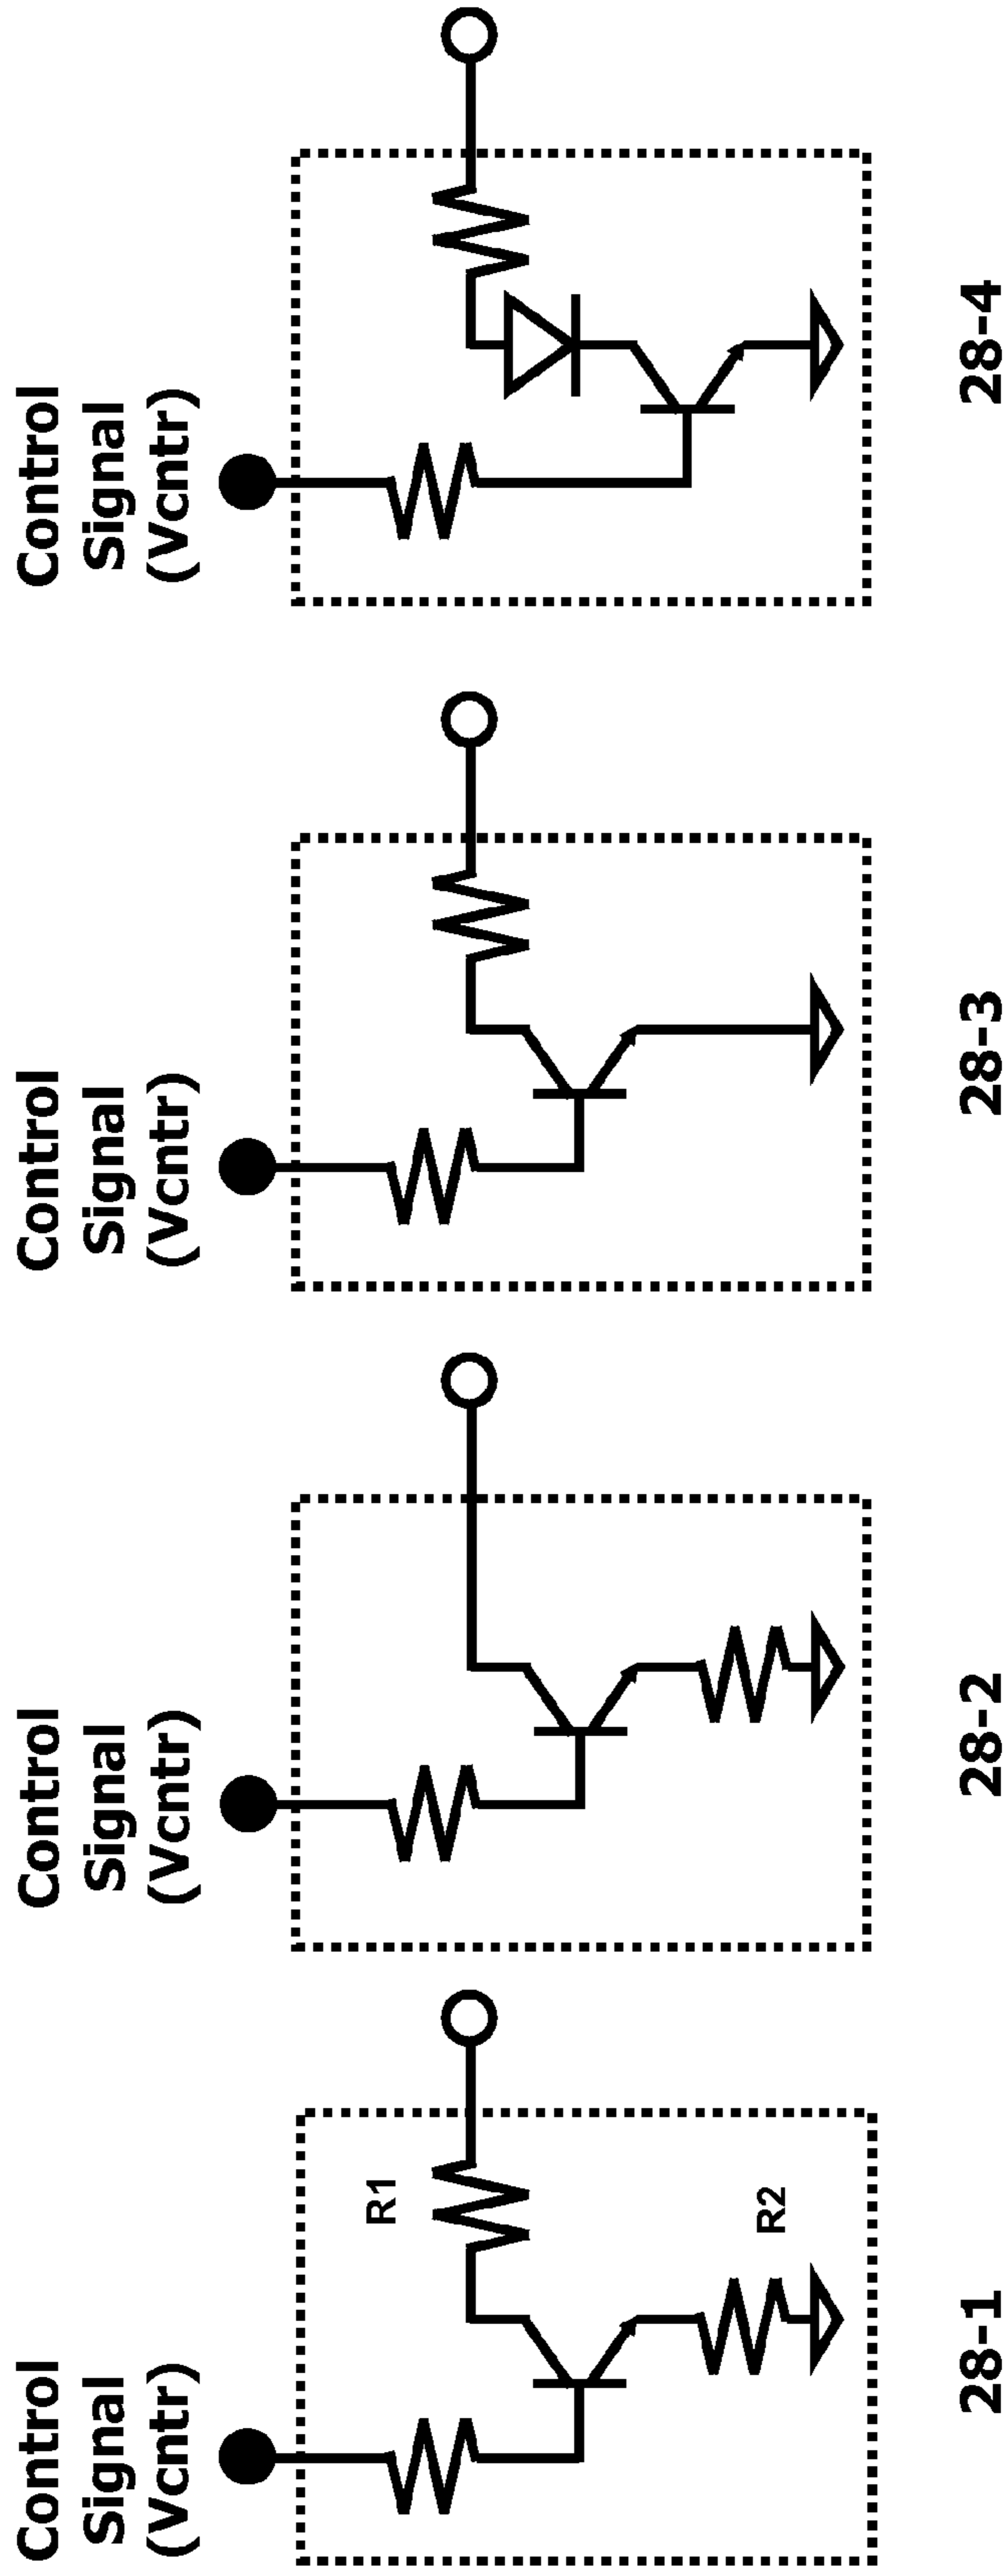 Control
Signal
(Vcntr)
R1
R2
28-1
Control
Signal
(Vcntr)
28-2
Control
Signal
(Vcntr)
28-3
Control
Signal
(Vcntr)
28-4